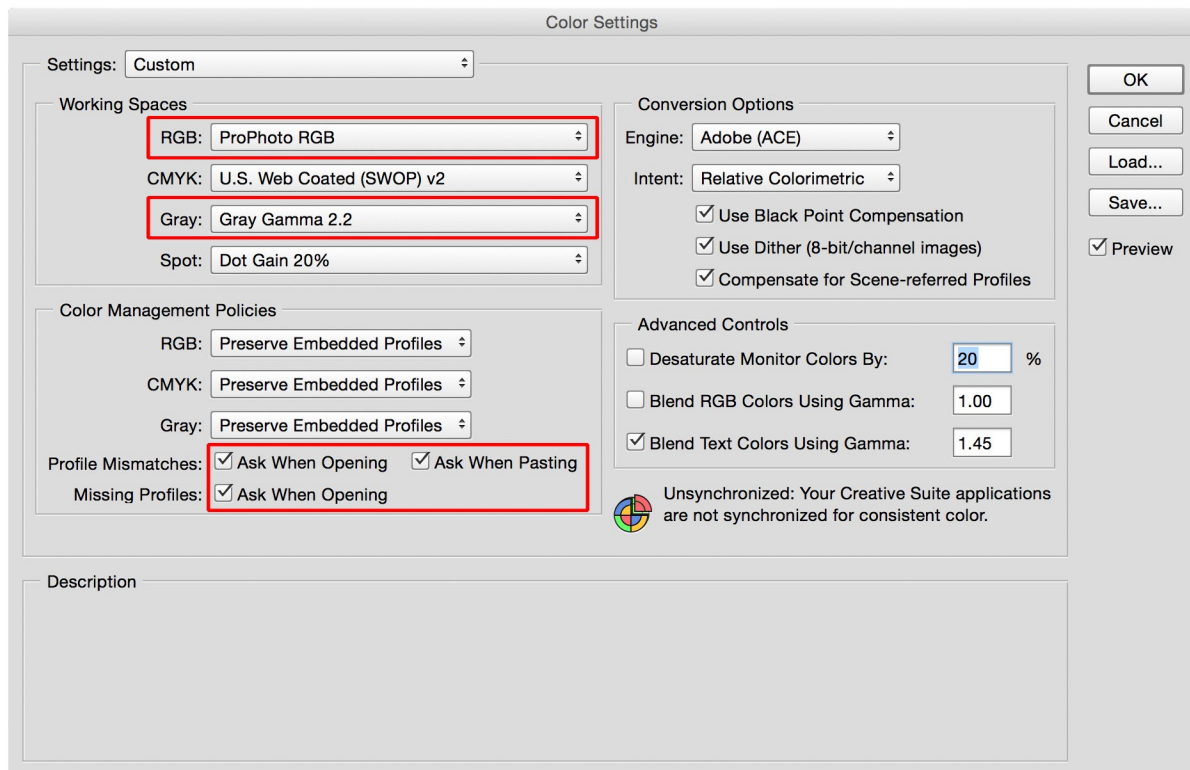 Color Settings
Settings: Custom
OK
Cancel
Load...
Save...
Preview
Working Spaces
RGB: ProPhoto RGB
CMYK: U.S. Web Coated (SWOP) v2
Gray: Gray Gamma 2.2
Spot: Dot Gain 20%
Conversion Options
Engine: Adobe (ACE)
Intent: Relative Colorimetric
Use Black Point Compensation
Use Dither (8-bit/channel images)
Compensate for Scene-referred Profiles
Color Management Policies
RGB: Preserve Embedded Profiles
CMYK: Preserve Embedded Profiles
Gray: Preserve Embedded Profiles
Profile Mismatches: Ask When Opening Ask When Pasting
Missing Profiles: Ask When Opening
Advanced Controls
Desaturate Monitor Colors By: 20 %
Blend RGB Colors Using Gamma: 1.00
Blend Text Colors Using Gamma: 1.45
Unsynchronized: Your Creative Suite applications
are not synchronized for consistent color.
Description